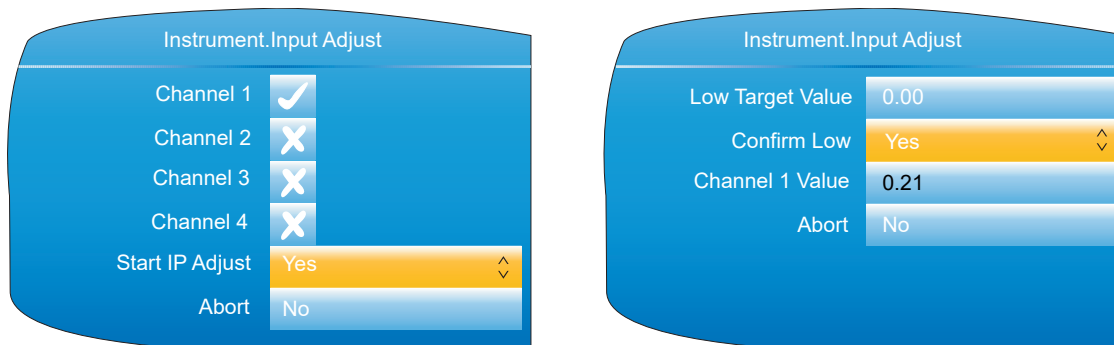 Instrument.Input Adjust
Channel 1
Channel 2
Channel 3
Channel 4
Start IP Adjust Yes
Abort No
Instrument.Input Adjust
Low Target Value 0.00
Confirm Low Yes
Channel 1 Value 0.21
Abort No